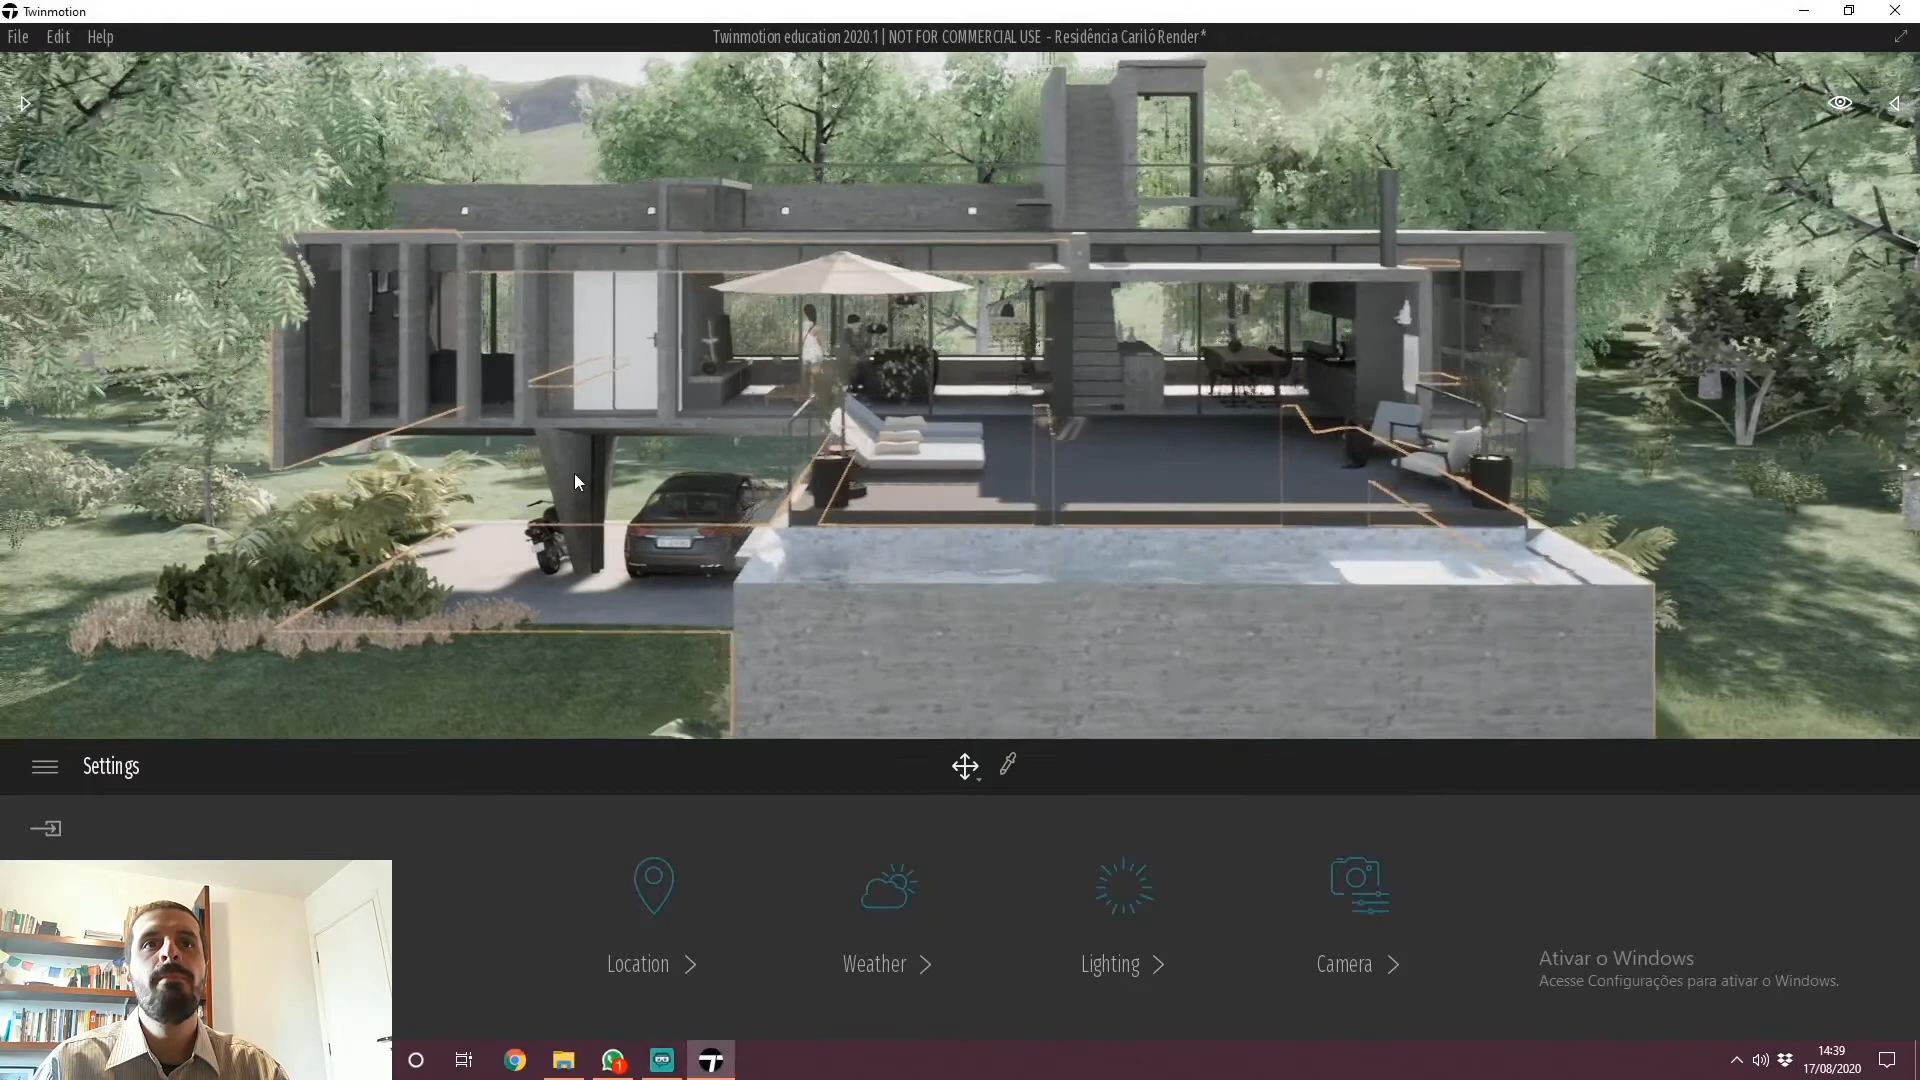 Twinmotion
File Edit Help
Twinmotion education 2020.1 | NOT FOR COMMERCIAL USE - Residência Cariló Render*
Settings
Location
Weather
Lighting
Camera
Ativar o Windows
Acesse Configurações para ativar o Windows.
1
14:39
17/08/2020